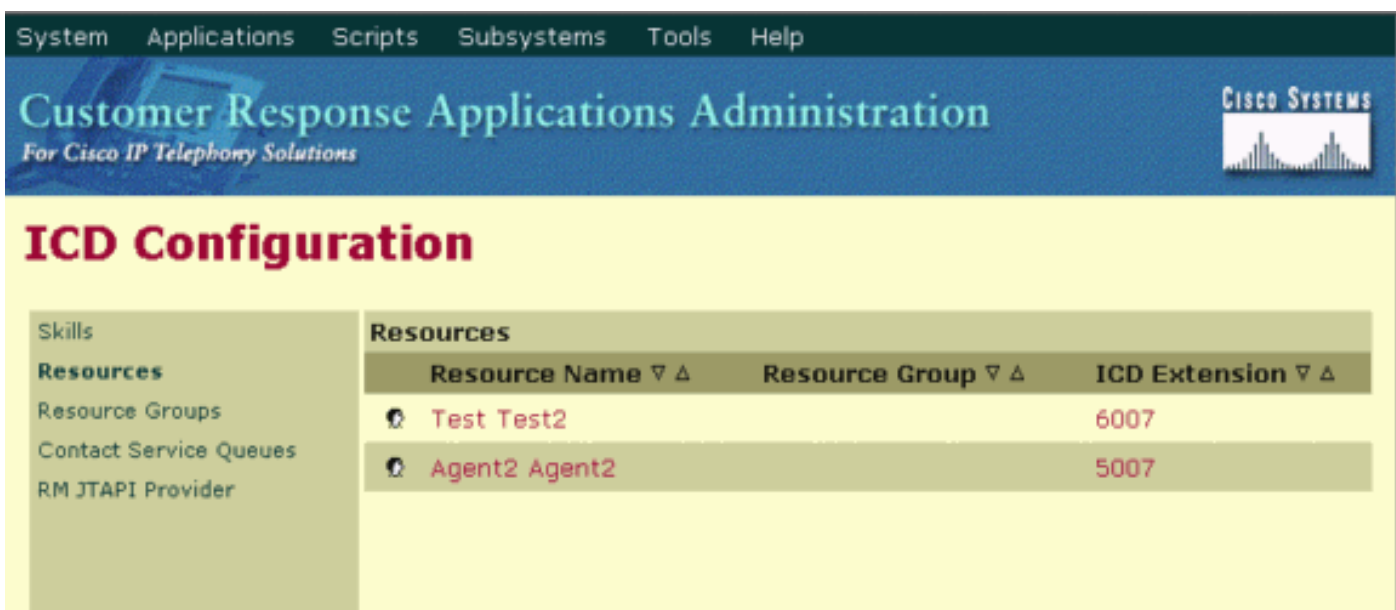 System Applications Scripts Subsystems Tools Help
Customer Response Applications Administration
For Cisco IP Telephony Solutions
CISCO SYSTEMS
ICD Configuration
Skills
Resources
Resource Groups
Contact Service Queues
RM JTAPI Provider
Resources
Resource Name ▽ △ Resource Group ▽ △ ICD Extension ▽ △
Test Test2 6007
Agent2 Agent2 5007